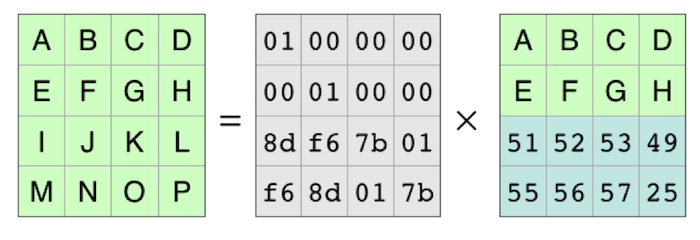 A B C D 01 00 00 00 A B C D
E F G H 00 01 00 00 E F G H
= ×
I J K L 8d f6 7b 01 51 52 53 49
M N O P f6 8d 01 7b 55 56 57 25